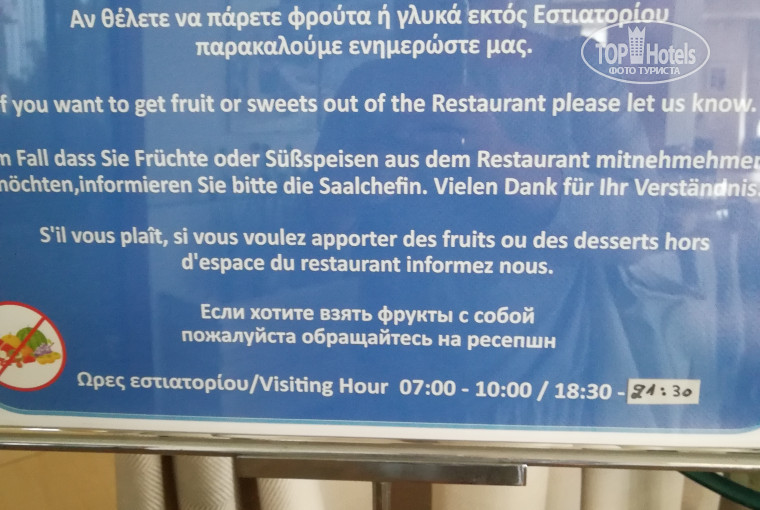 Αν θέλετε να πάρετε φρούτα ή γλυκά εκτός Εστιατορίου
παρακαλούμε ενημερώστε μας.
TOP Hotels
ФОТО ТУРИСТА
f you want to get fruit or sweets out of the Restaurant please let us know.
n Fall dass Sie Früchte oder Süßspeisen aus dem Restaurant mitnehmehmen
möchten,informieren Sie bitte die Saalchefin. Vielen Dank für Ihr Verständnis.
S'il vous plaît, si vous voulez apporter des fruits ou des desserts hors
d'espace du restaurant informez nous.
Если хотите взять фрукты с собой
пожалуйста обращайтесь на ресепшн
Ωρες εστιατορίου/Visiting Hour 07:00 - 10:00 / 18:30 - 21:30